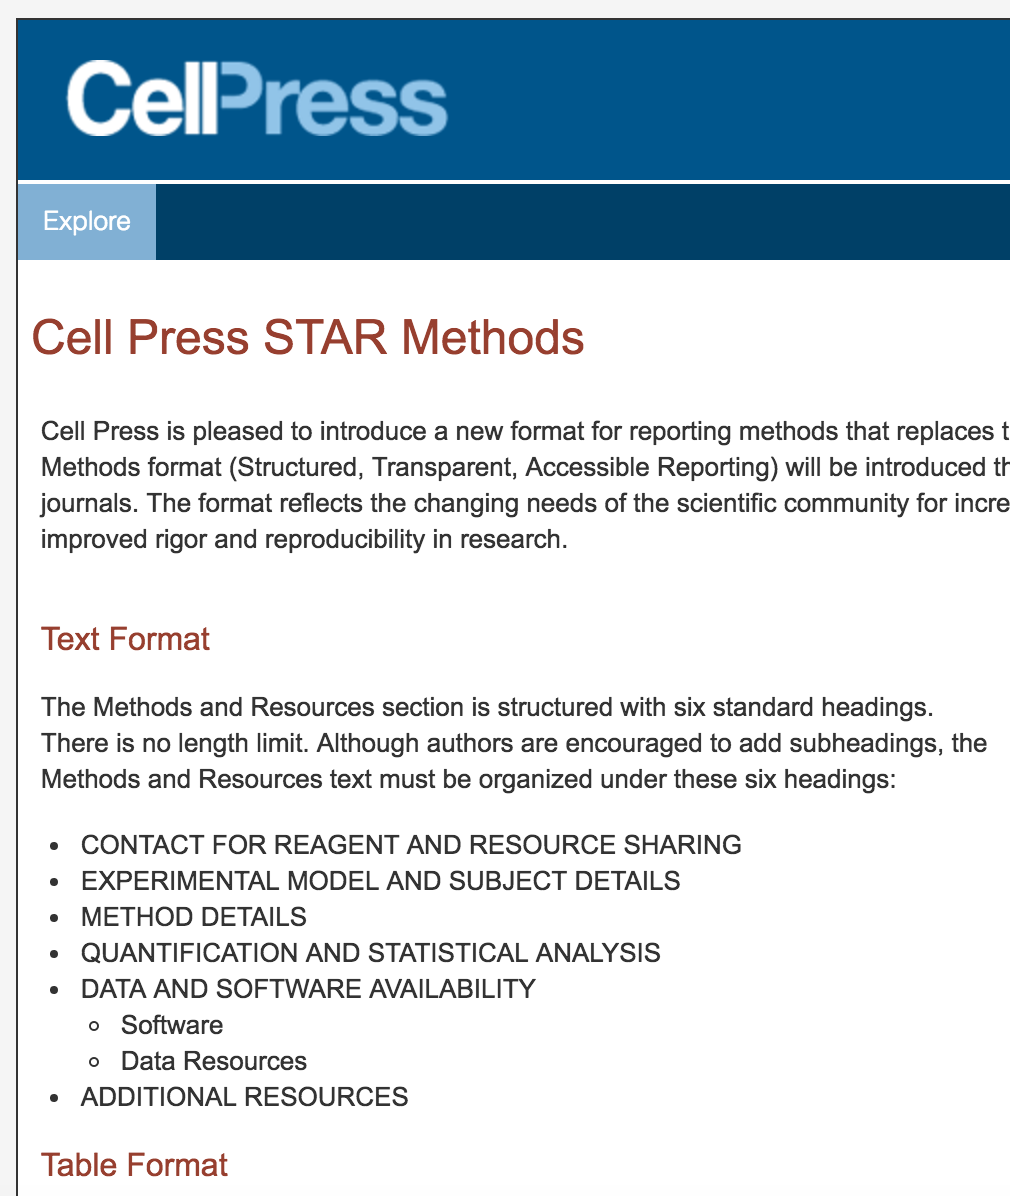 CellPress
Explore
Cell Press STAR Methods
Cell Press is pleased to introduce a new format for reporting methods that replaces
Methods format (Structured, Transparent, Accessible Reporting) will be introduced
journals. The format reflects the changing needs of the scientific community for
improved rigor and reproducibility in research.
Text Format
The Methods and Resources section is structured with six standard headings.
There is no length limit. Although authors are encouraged to add subheadings, the
Methods and Resources text must be organized under these six headings:
• CONTACT FOR REAGENT AND RESOURCE SHARING
• EXPERIMENTAL MODEL AND SUBJECT DETAILS
• METHOD DETAILS
• QUANTIFICATION AND STATISTICAL ANALYSIS
• DATA AND SOFTWARE AVAILABILITY
◦ Software
◦ Data Resources
• ADDITIONAL RESOURCES
Table Format